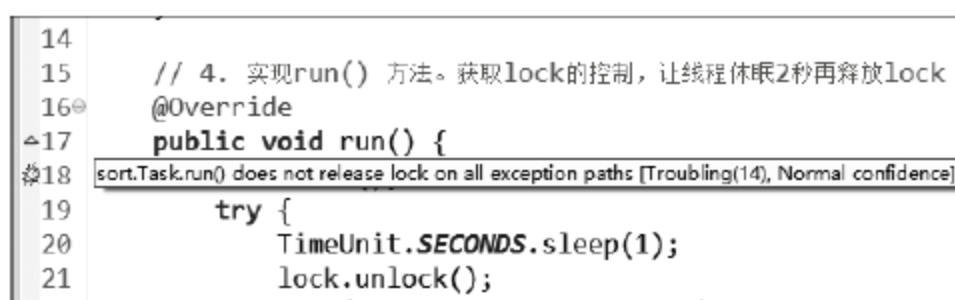 14
15 // 4. 实现run() 方法。获取lock的控制，让线程休眠2秒再释放lock
16 @Override
17 public void run() {
18 sort.Task.run() does not release lock on all exception paths [Troubling(14), Normal confidence]
19 try {
20 TimeUnit.SECONDS.sleep(1);
21 lock.unlock();